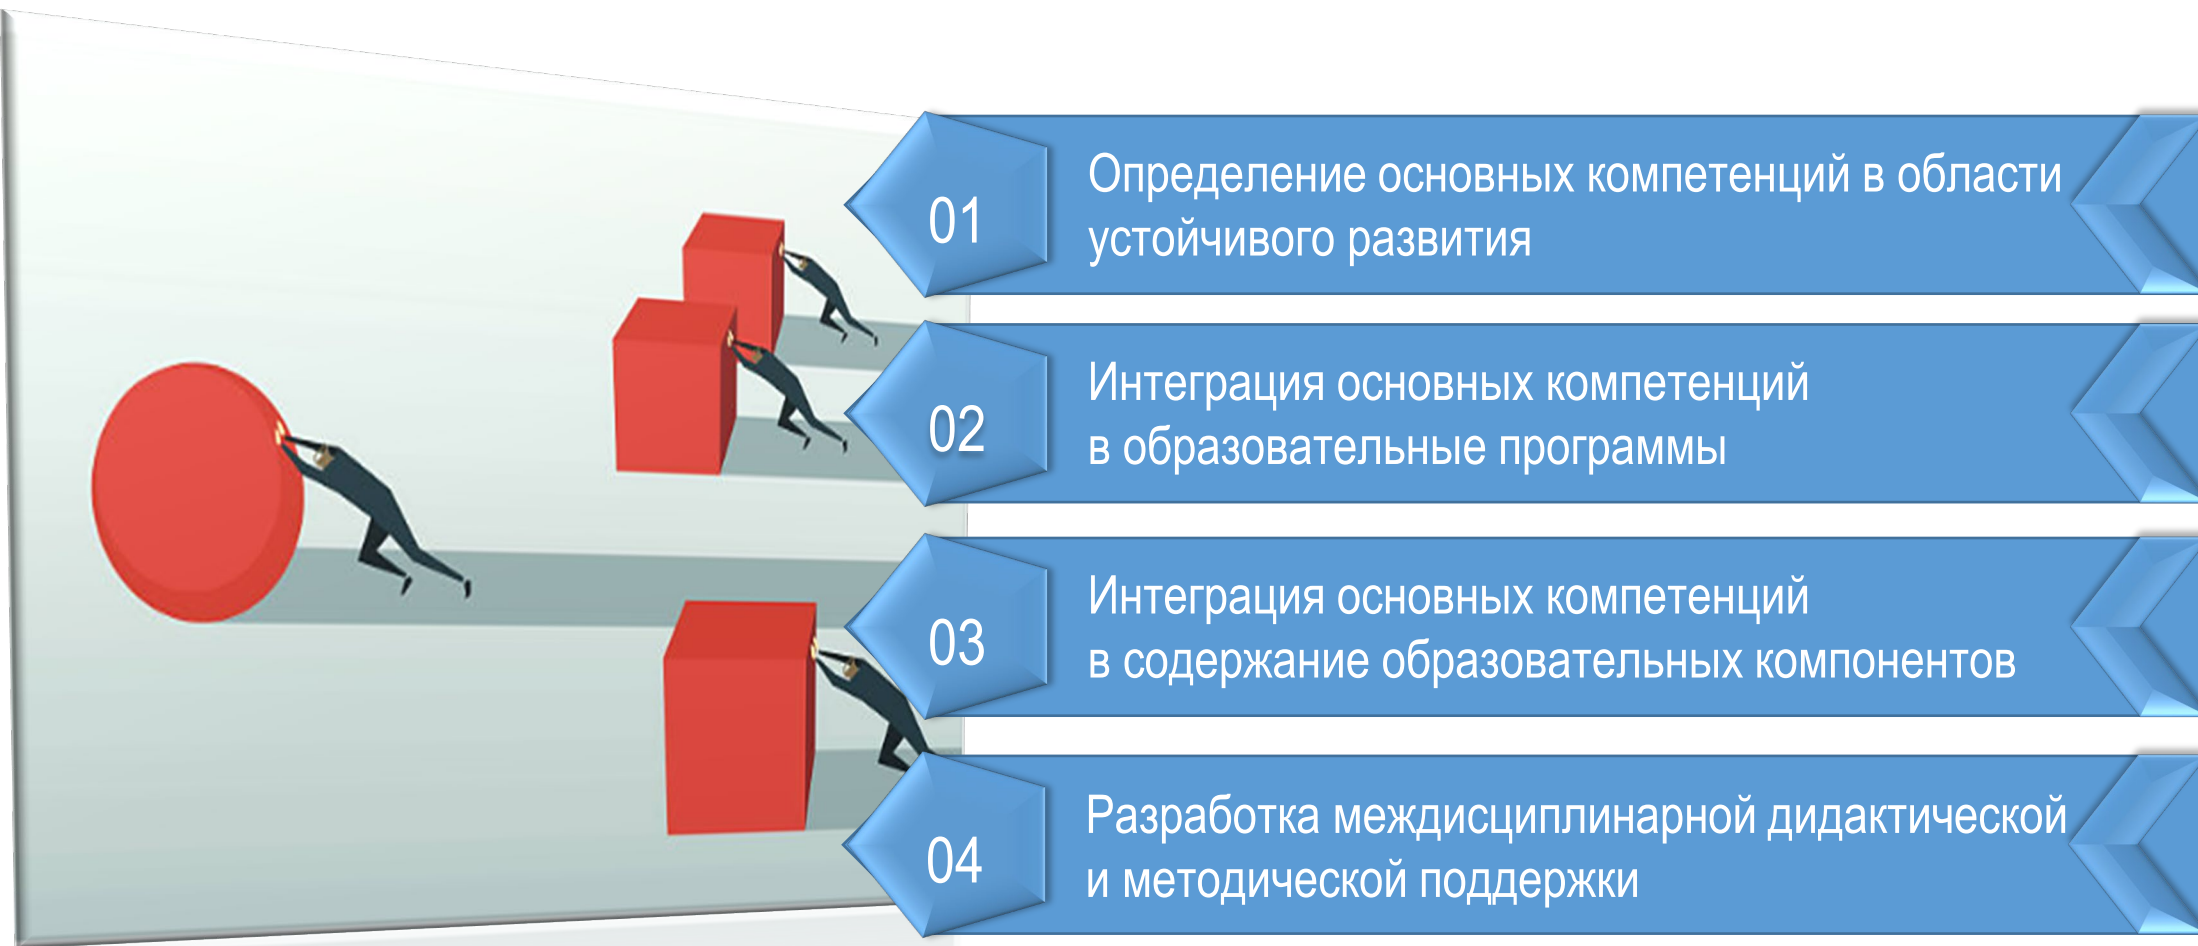 01
Определение основных компетенций в области
устойчивого развития
02
Интеграция основных компетенций
в образовательные программы
03
Интеграция основных компетенций
в содержание образовательных компонентов
04
Разработка междисциплинарной дидактической
и методической поддержки